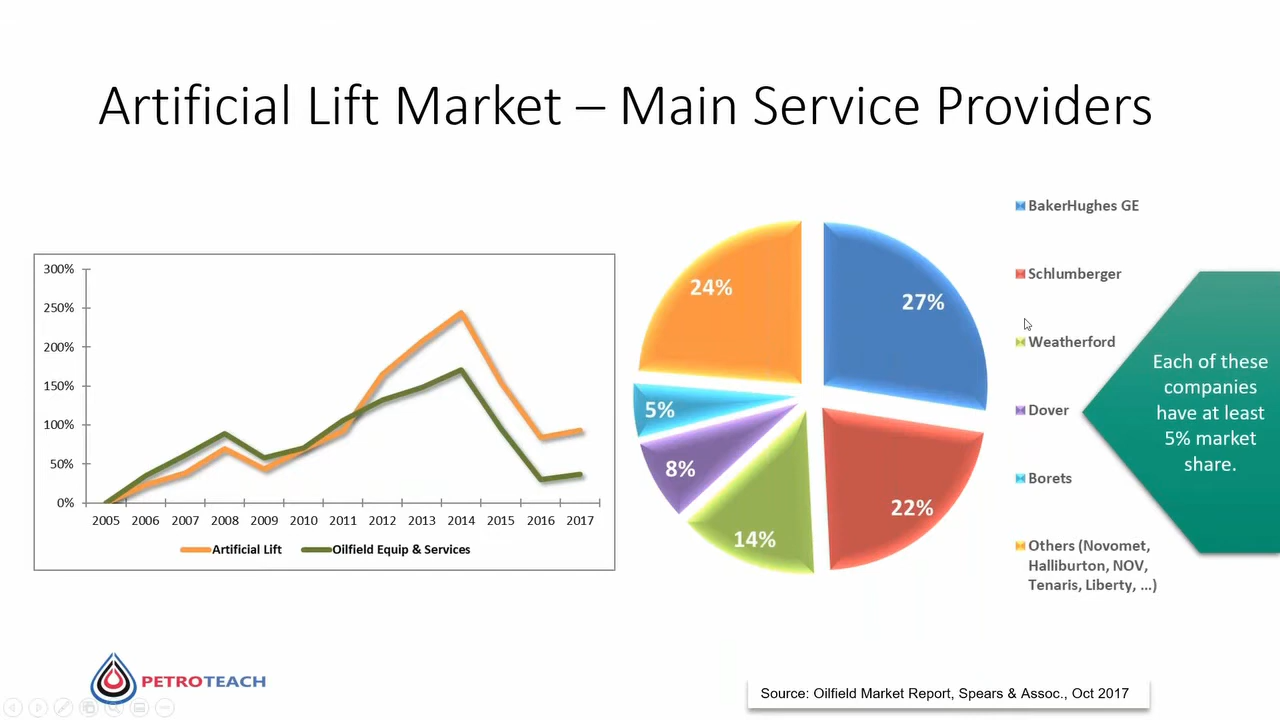 Artificial Lift Market – Main Service Providers
300%
250%
200%
150%
100%
50%
0%
2005 2006 2007 2008 2009 2010 2011 2012 2013 2014 2015 2016 2017
Artificial Lift Oilfield Equip & Services
24%
27%
5%
8%
14%
22%
BakerHughes GE
Schlumberger
Weatherford
Dover
Borets
Others (Novomet,
Halliburton, NOV,
Tenaris, Liberty, ...)
Each of these
companies
have at least
5% market
share.
PETROTEACH
Source: Oilfield Market Report, Spears & Assoc., Oct 2017